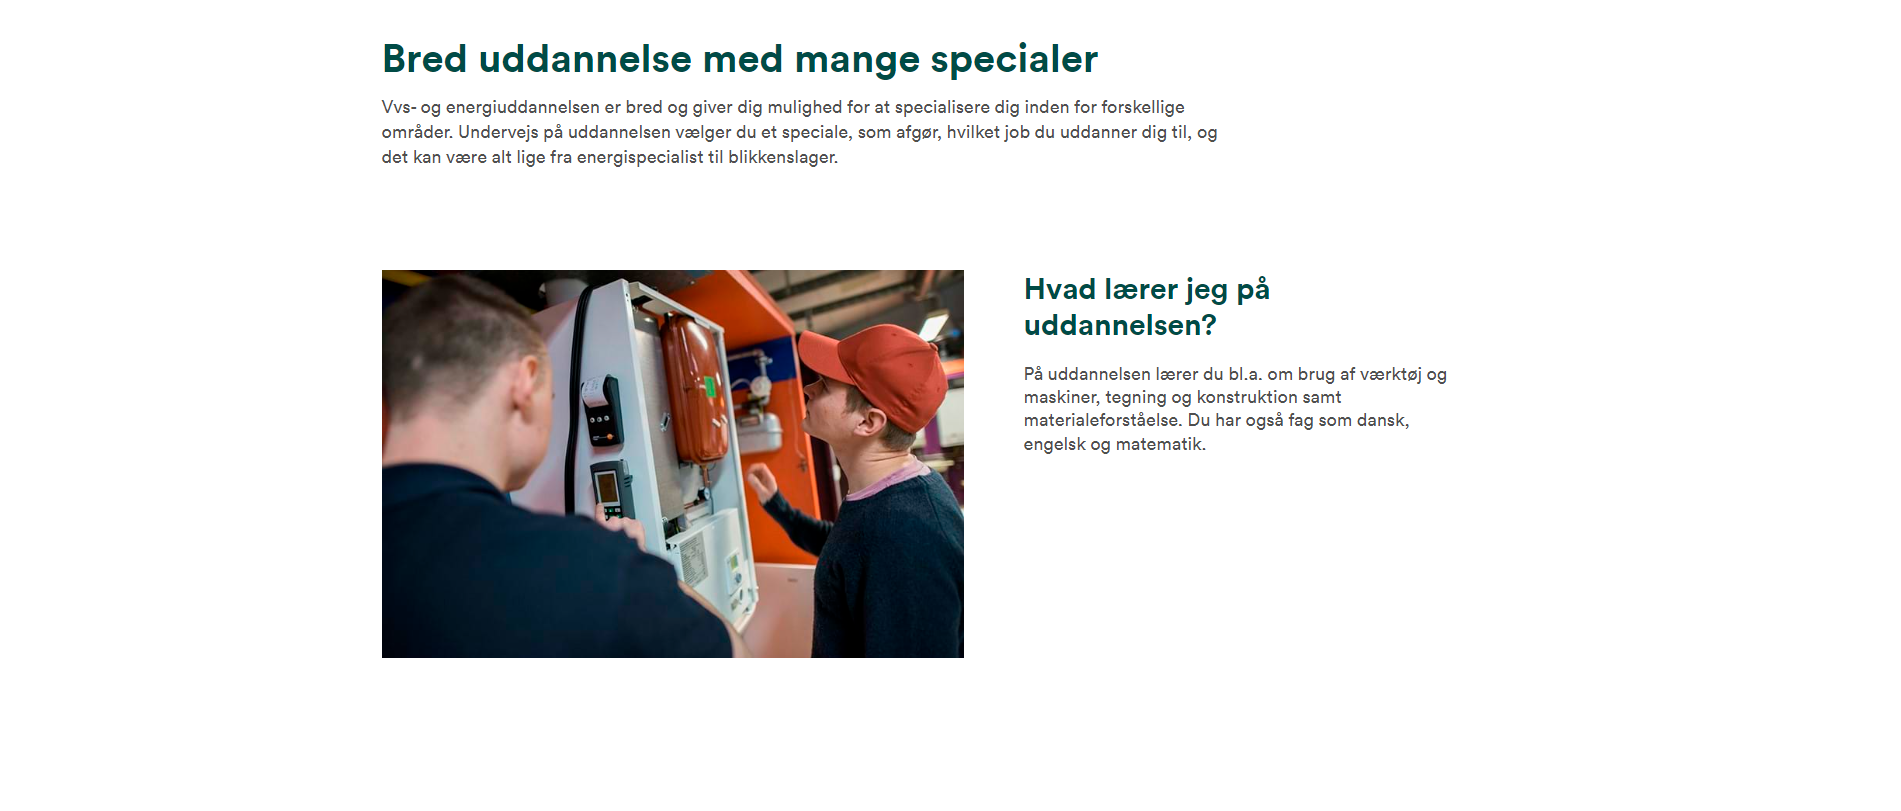 Bred uddannelse med mange specialer
Vvs- og energiuddannelsen er bred og giver dig mulighed for at specialisere dig inden for forskellige
områder. Undervejs på uddannelsen vælger du et speciale, som afgør, hvilket job du uddanner dig til, og
det kan være alt lige fra energispecialist til blikkenslager.
Hvad lærer jeg på
uddannelsen?
På uddannelsen lærer du bl.a. om brug af værktøj og
maskiner, tegning og konstruktion samt
materialeforståelse. Du har også fag som dansk,
engelsk og matematik.